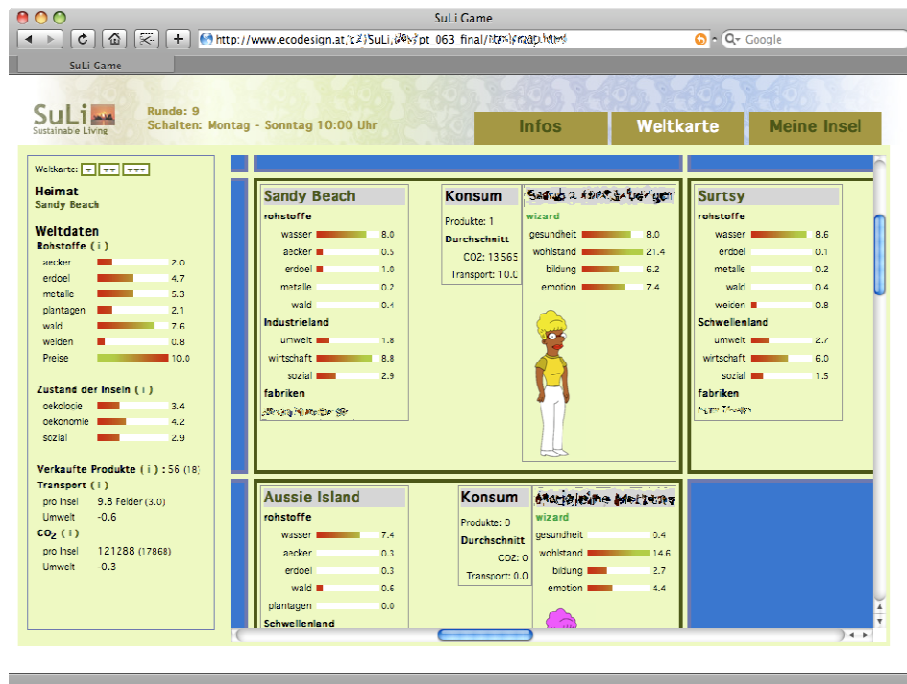 SuLi Game
Google
SuLi Game
SuLi
Sustainable Living
Runde: 9
Schalten: Montag - Sonntag 10:00 Uhr
Infos
Weltkarte
Meine Insel
Weltkarte:
Heimat
Sandy Beach
Weltdaten
Rohstoffe ( i )
aecker 2.0
erdoel 4.7
metalle 5.3
plantagen 2.1
wald 7.6
weiden 0.8
Preise 10.0
Zustand der Inseln ( i )
oekologie 3.4
oekonomie 4.2
sozial 2.9
Verkaufte Produkte ( i ) : 56 (18)
Transport ( i )
pro Insel 9.5 Felder (3.0)
Umwelt -0.6
CO2 ( i )
pro Insel 121288 (17868)
Umwelt -0.3
Sandy Beach
rohstoffe
wasser 8.0
aecker 0.5
erdoel 1.0
metalle 0.2
wald 0.4
Industrieland
umwelt 1.8
wirtschaft 8.8
sozial 2.9
fabriken
Konsum
Produkte: 1
Durchschnitt
CO2: 13565
Transport: 10.0
wizard
gesundheit 8.0
wohlstand 21.4
bildung 6.2
emotion 7.4
Surtsy
rohstoffe
wasser 8.6
erdoel 0.1
metalle 0.2
wald 0.4
weiden 0.8
Schwellenland
umwelt 2.7
wirtschaft 6.0
sozial 1.5
fabriken
Aussie Island
rohstoffe
wasser 7.4
aecker 0.3
erdoel 0.3
wald 0.6
plantagen 0.0
Schwellenland
Konsum
Produkte: 0
Durchschnitt
CO2: 0
Transport: 0.0
wizard
gesundheit 0.4
wohlstand 14.6
bildung 2.7
emotion 4.4